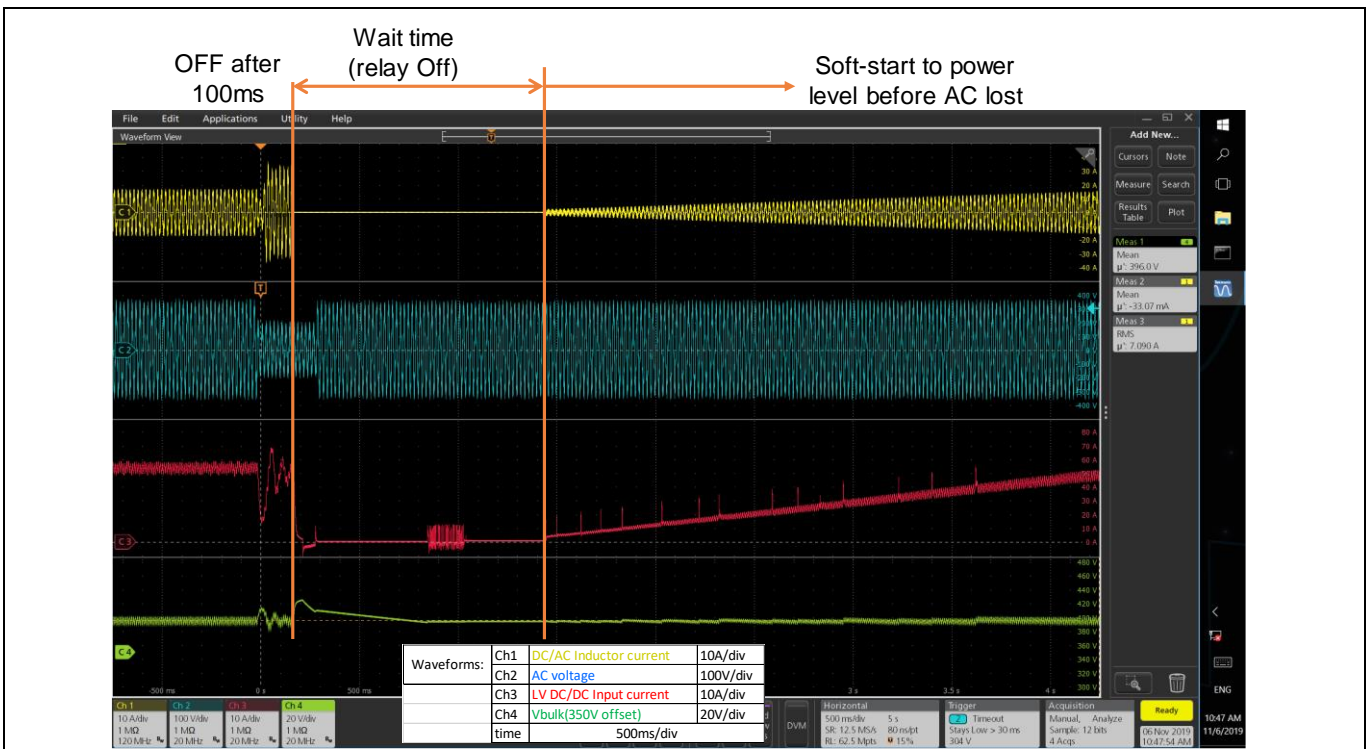 Wait time
(relay Off)
OFF after
100ms
Soft-start to power
level before AC lost
File Edit Applications Utility Help
Waveform View
Add New...
Cursors Note
Measure Search
Results Table Plot
Meas 1 4
Mean
µ': 396.0 V
Meas 2 1
Mean
µ': -33.07 mA
Meas 3 1
RMS
µ': 7.090 A
T
C1
30 A
20 A
-20 A
-30 A
-40 A
T
400 V
C2
-400 V
80 A
70 A
60 A
50 A
40 A
30 A
20 A
10 A
C3
0 A
480 V
460 V
440 V
420 V
380 V
360 V
C4
340 V
320 V
300 V
-500 ms 0 s 500 ms 3 s 3.5 s 4 s
Waveforms: Ch1 DC/AC Inductor current 10A/div
Ch2 AC voltage 100V/div
Ch3 LV DC/DC Input current 10A/div
Ch4 Vbulk(350V offset) 20V/div
time 500ms/div
Ch 1 Ch 2 Ch 3 Ch 4
10 A/div 100 V/div 10 A/div 20 V/div
1 MΩ 1 MΩ 1 MΩ 1 MΩ
120 MHz 20 MHz 20 MHz 20 MHz
DVM
Horizontal
500 ms/div 5 s
SR: 12.5 MS/s 80 ns/pt
RL: 62.5 Mpts 15%
Trigger
2 Timeout
Stays Low > 30 ms
304 V
Acquisition
Manual, Analyze
Sample: 12 bits
4 Acqs
Ready
06 Nov 2019
10:47:54 AM
ENG
10:47 AM
11/6/2019